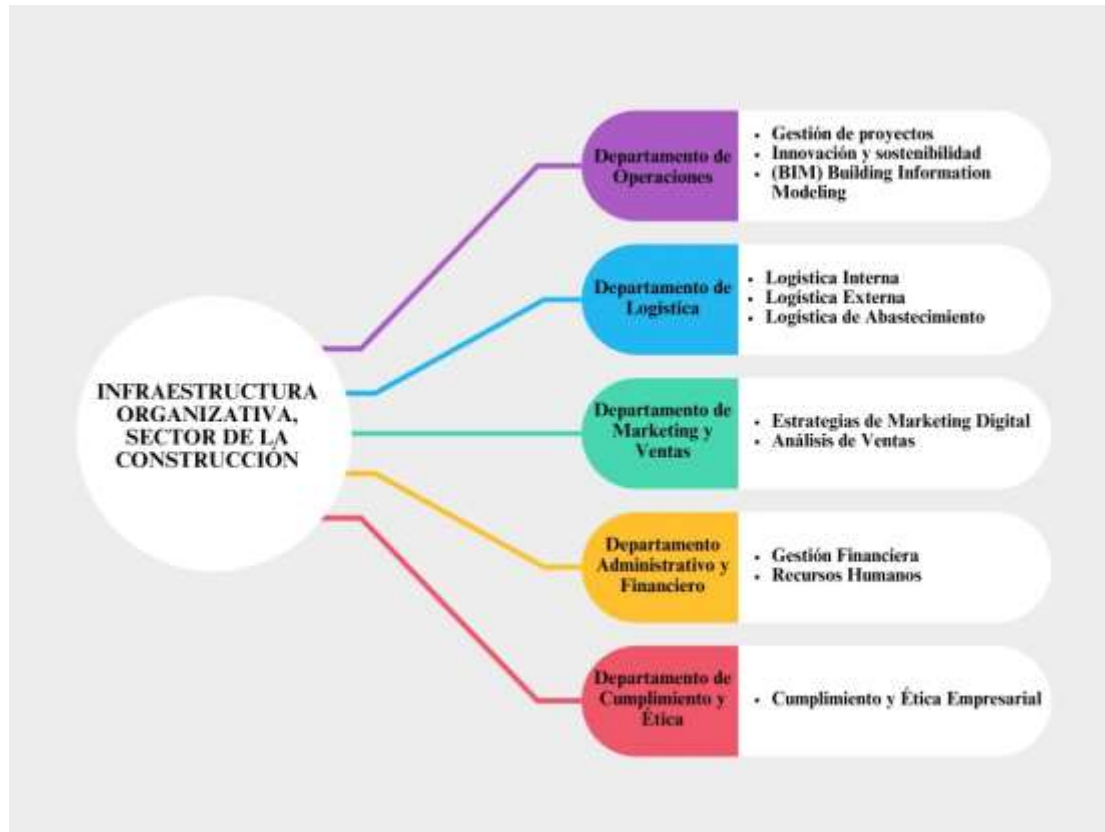 INFRAESTRUCTURA
ORGANIZATIVA,
SECTOR DE LA
CONSTRUCCIÓN
Departamento de
Operaciones
• Gestión de proyectos
• Innovación y sostenibilidad
• (BIM) Building Information
Modeling
Departamento de
Logística
• Logística Interna
• Logística Externa
• Logística de Abastecimiento
Departamento de
Marketing y
Ventas
• Estrategias de Marketing Digital
• Análisis de Ventas
Departamento
Administrativo y
Financiero
• Gestión Financiera
• Recursos Humanos
Departamento de
Cumplimiento y
Ética
• Cumplimiento y Ética Empresarial